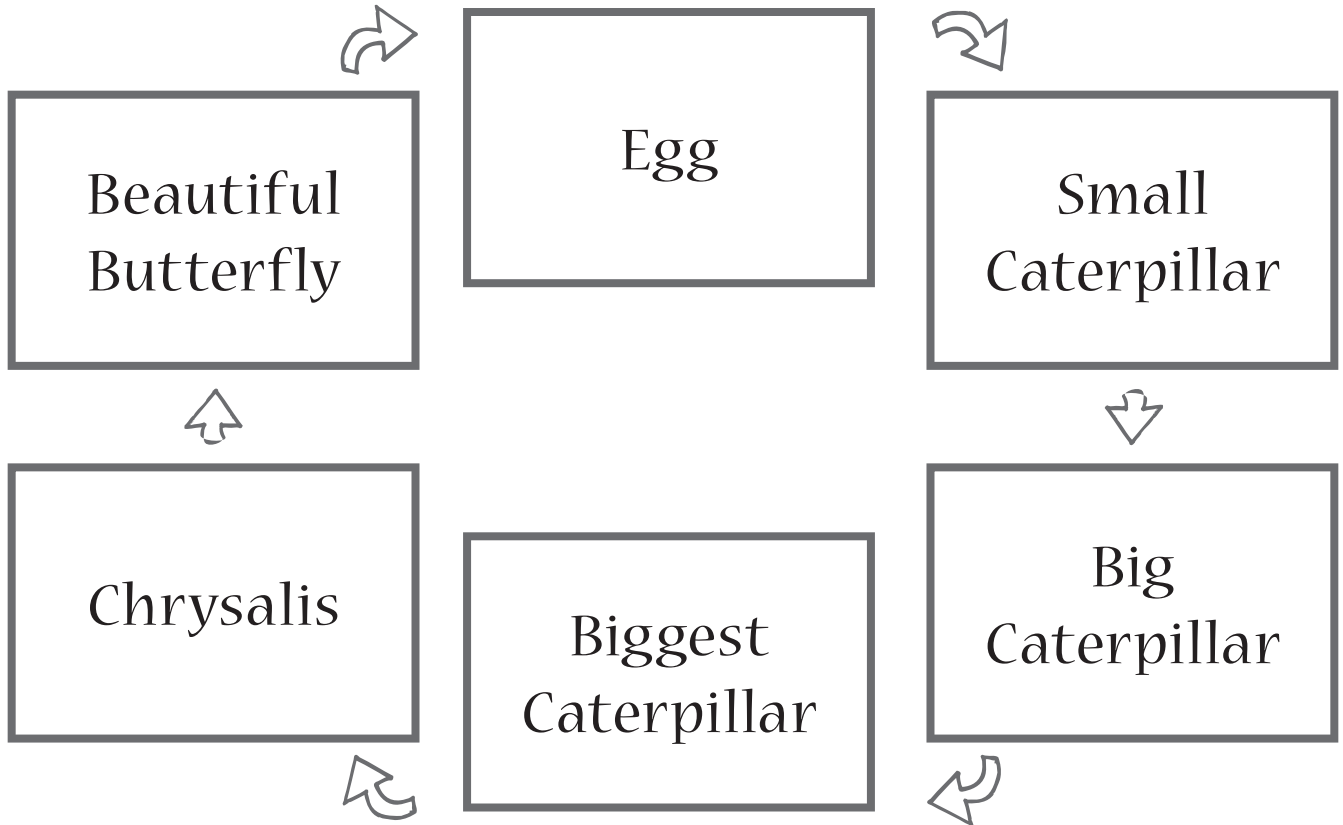 Egg
Small
Caterpillar
Big
Caterpillar
Biggest
Caterpillar
Chrysalis
Beautiful
Butterfly